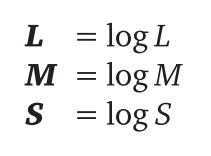 L = log L
M = log M
S = log S